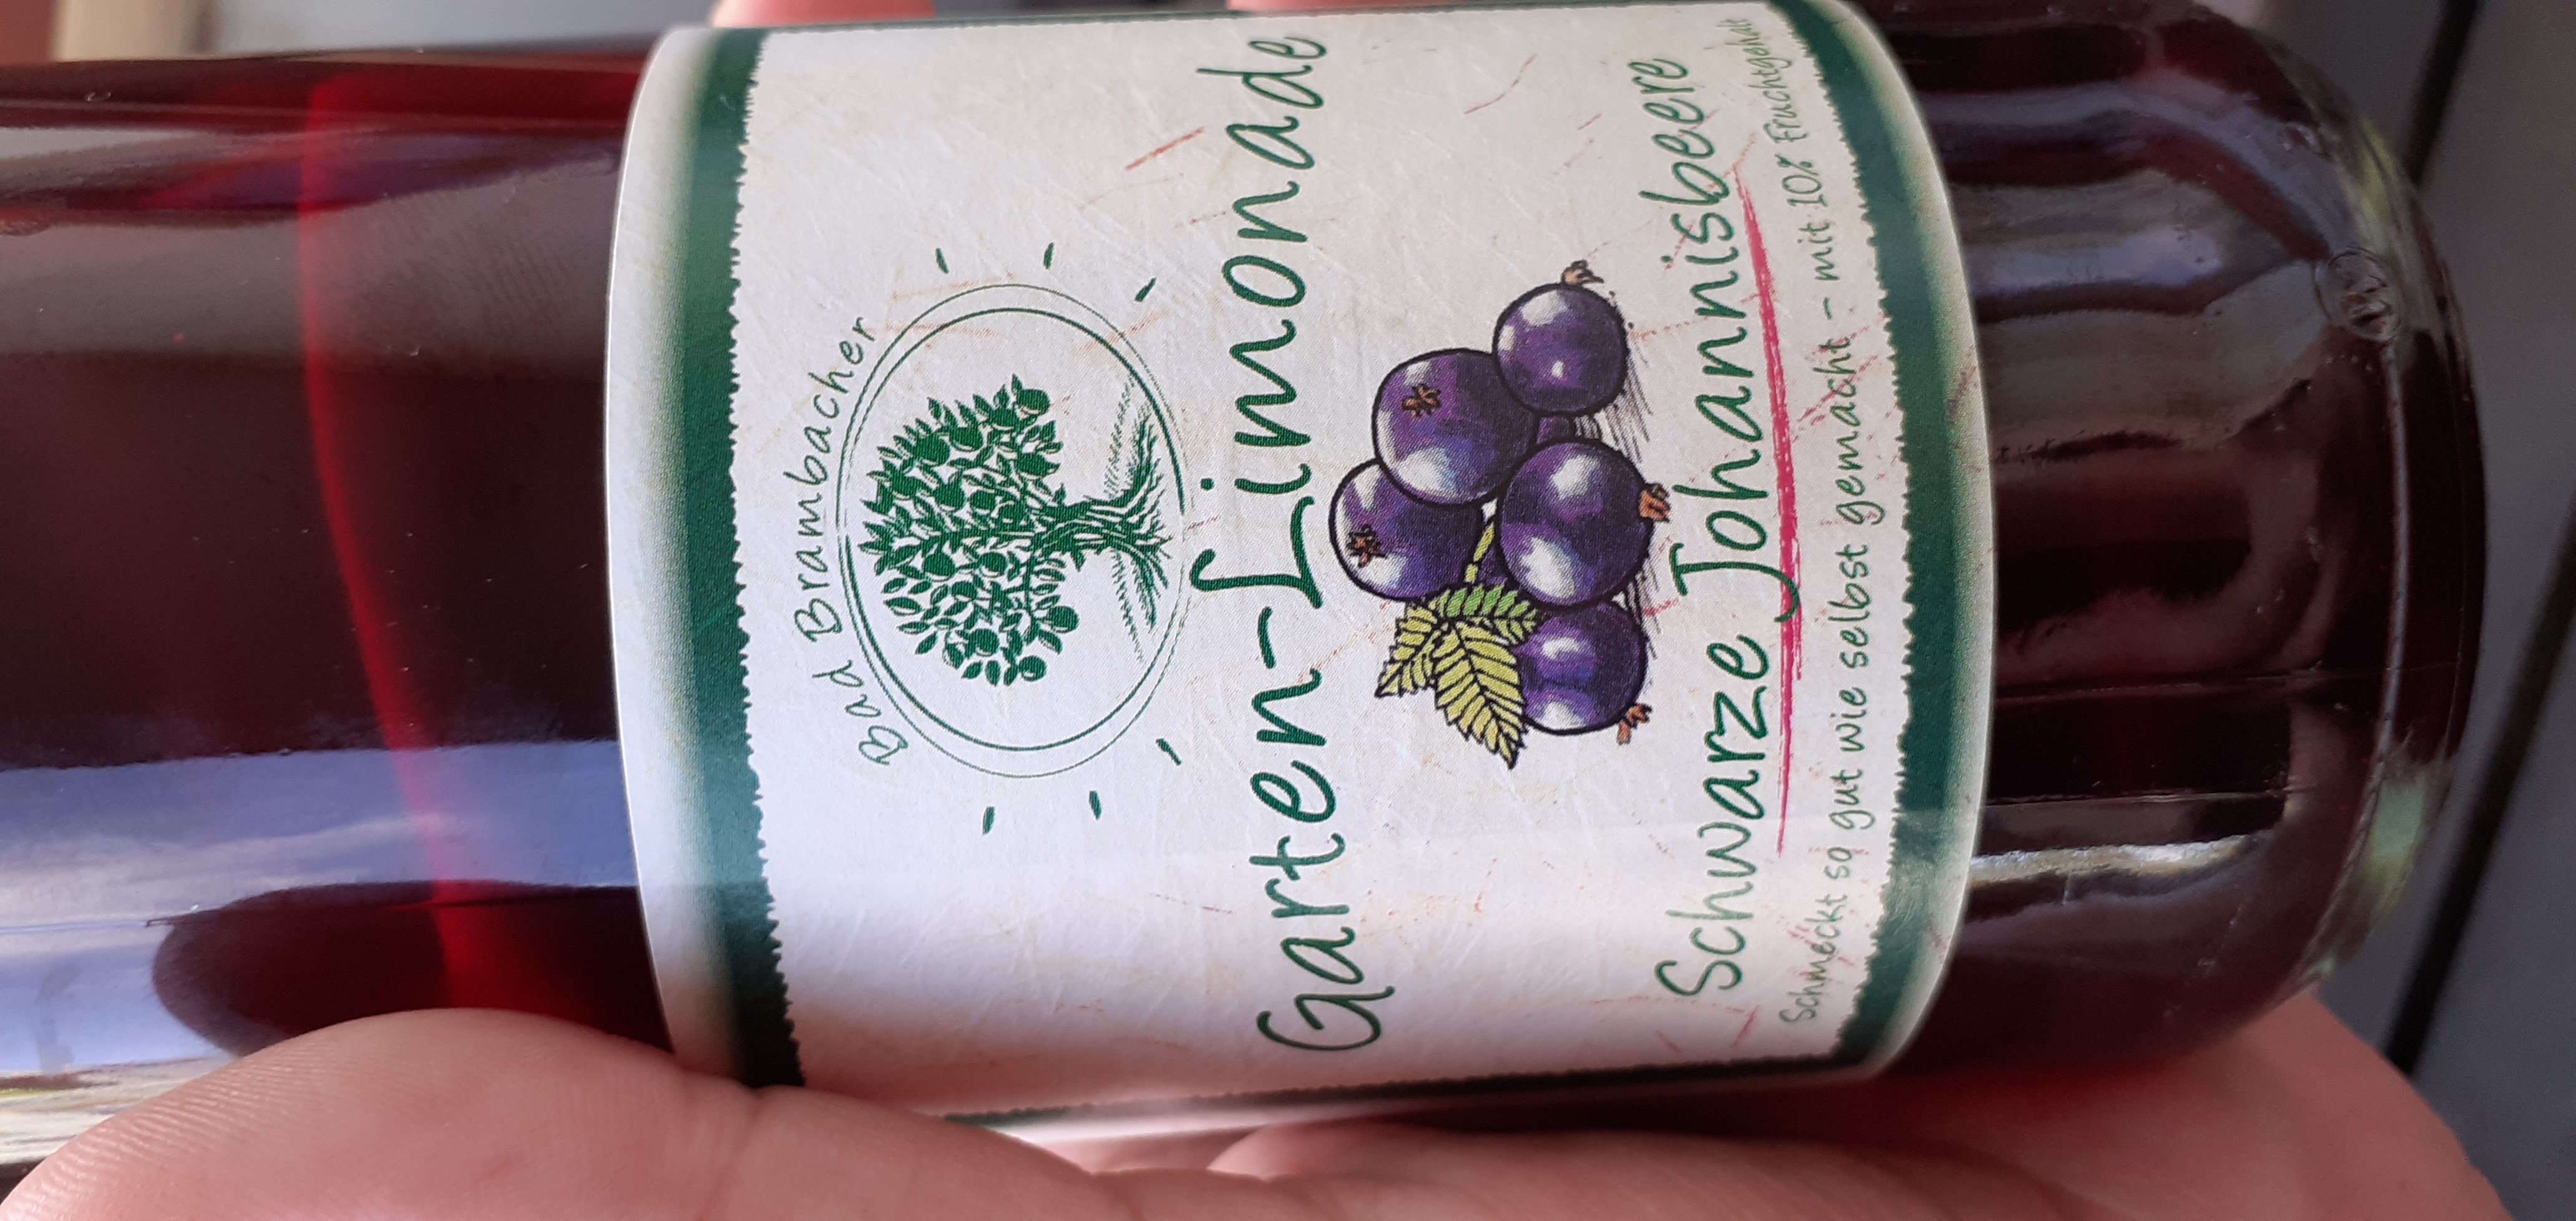 Bad Brambacher
Garten-Limonade
Schwarze Johannisbeere
Schmeckt so gut wie selbst gemacht - mit 10% Fruchtgehalt